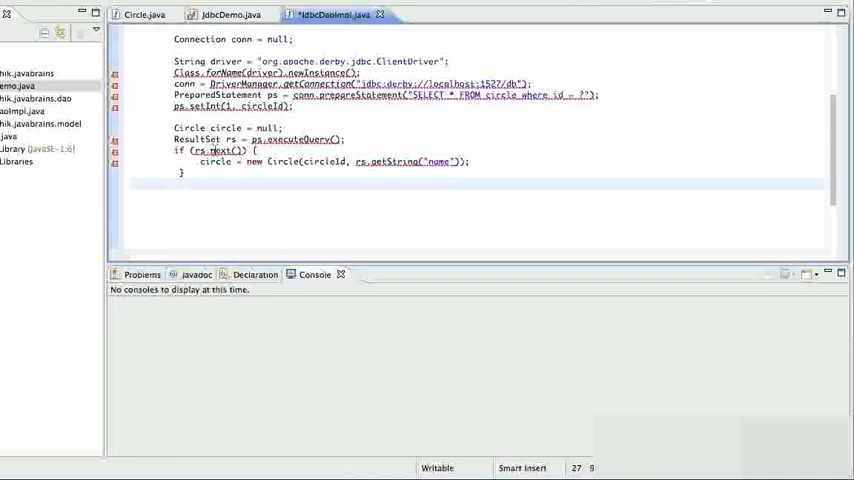 Circle.java JdbcDemo.java *JdbcDaoImpl.java
Connection conn = null;
String driver = "org.apache.derby.jdbc.ClientDriver";
Class.forName(driver).newInstance();
conn = DriverManager.getConnection("jdbc:derby://localhost:1527/db");
PreparedStatement ps = conn.prepareStatement("SELECT * FROM circle where id = ?");
ps.setInt(1, circleId);
Circle circle = null;
ResultSet rs = ps.executeQuery();
if (rs.next()) {
circle = new Circle(circleId, rs.getString("name"));
}
hik.javabrains
emo.java
hik.javabrains.dao
aoImpl.java
hik.javabrains.model
.java
Library [JavaSE-1.6]
Libraries
Problems @ Javadoc Declaration Console
No consoles to display at this time.
Writable Smart Insert 27